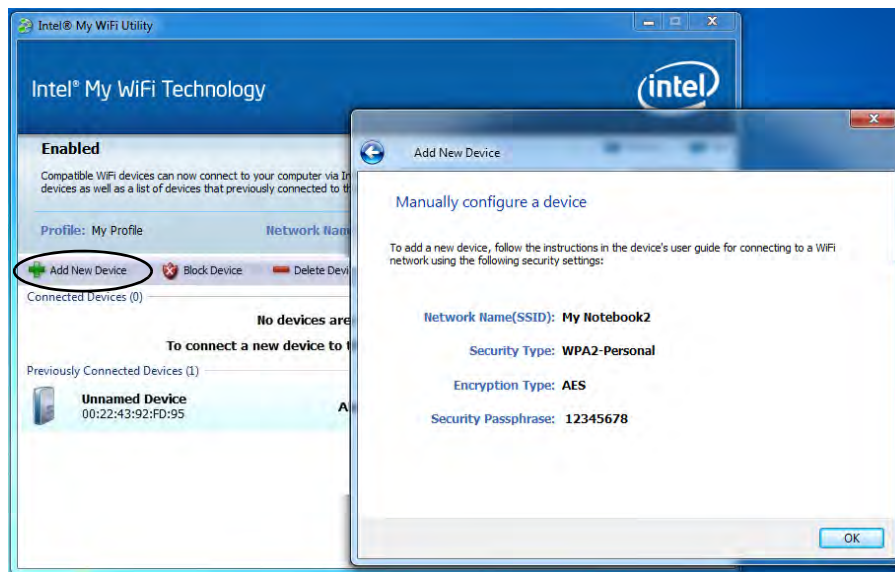 Intel® My WiFi Utility
Intel® My WiFi Technology
(intel)
Enabled
Compatible WiFi devices can now connect to your computer via
devices as well as a list of devices that previously connected to
Profile: My Profile
Network
Add New Device
Block Device
Delete
Connected Devices (0)
No devices are
To connect a new device to
Previously Connected Devices (1)
Unnamed Device
00:22:43:92:FD:95
Add New Device
Manually configure a device
To add a new device, follow the instructions in the device's user guide for connecting to a WiFi
network using the following security settings:
Network Name(SSID): My Notebook2
Security Type: WPA2-Personal
Encryption Type: AES
Security Passphrase: 12345678
OK